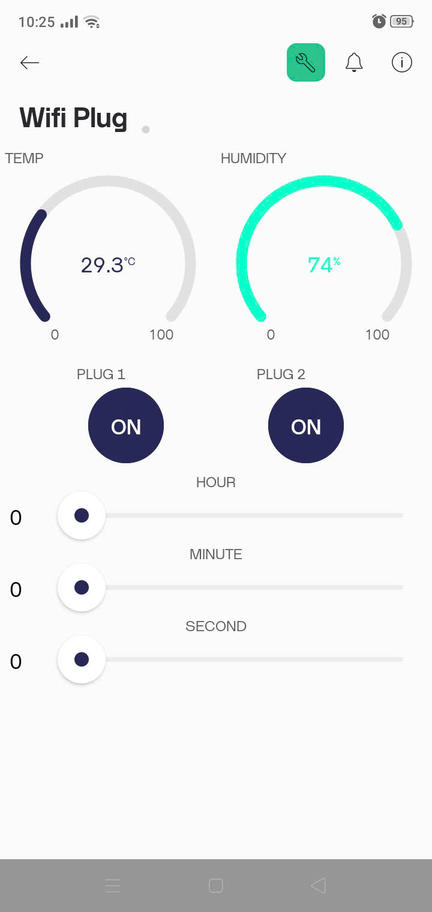 10:25 95
Wifi Plug
TEMP HUMIDITY
29.3°C 74%
0 100 0 100
PLUG 1 PLUG 2
ON ON
HOUR
0
MINUTE
0
SECOND
0